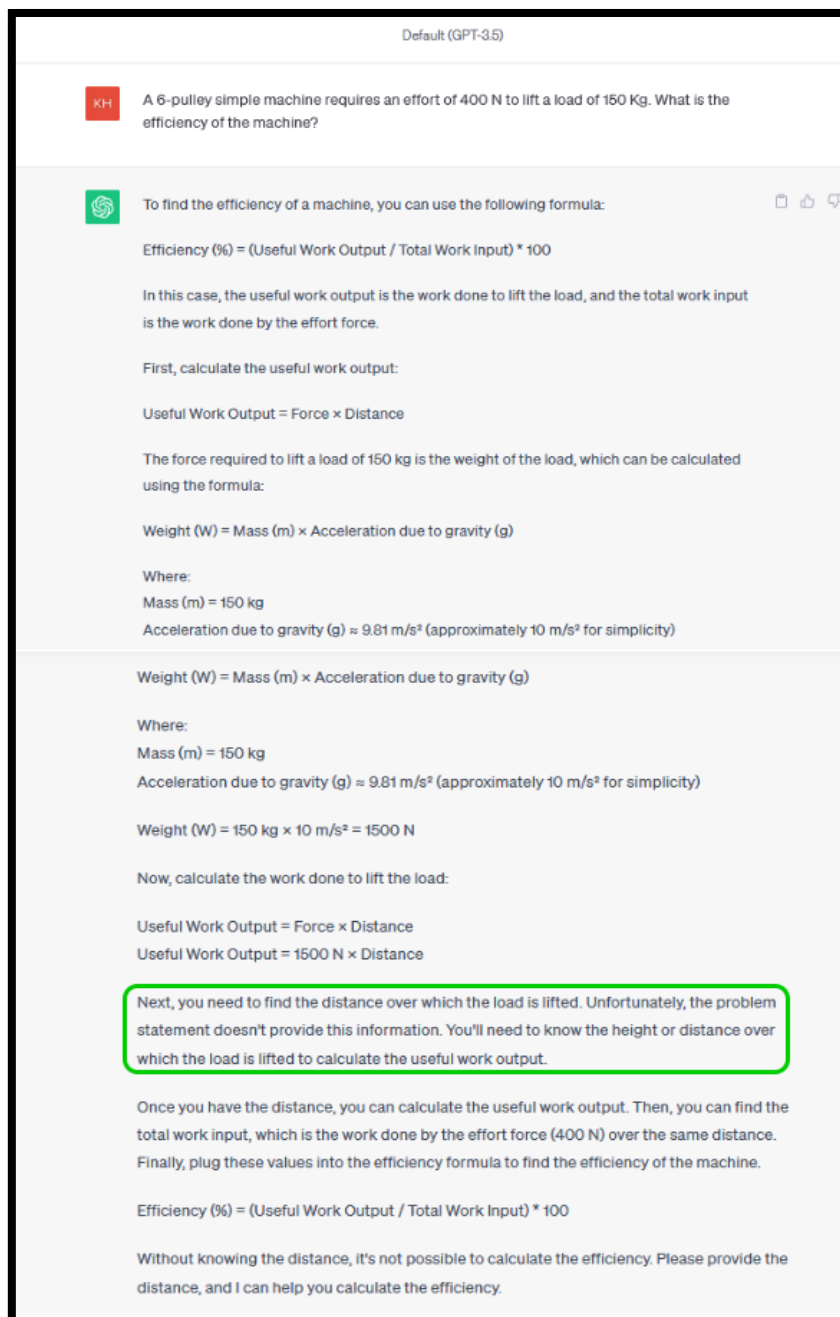 Default (GPT-3.5)
KH
A 6-pulley simple machine requires an effort of 400 N to lift a load of 150 Kg. What is the
efficiency of the machine?
To find the efficiency of a machine, you can use the following formula:
Efficiency (%) = (Useful Work Output / Total Work Input) * 100
In this case, the useful work output is the work done to lift the load, and the total work input
is the work done by the effort force.
First, calculate the useful work output:
Useful Work Output = Force × Distance
The force required to lift a load of 150 kg is the weight of the load, which can be calculated
using the formula:
Weight (W) = Mass (m) × Acceleration due to gravity (g)
Where:
Mass (m) = 150 kg
Acceleration due to gravity (g) ≈ 9.81 m/s² (approximately 10 m/s² for simplicity)
Weight (W) = Mass (m) × Acceleration due to gravity (g)
Where:
Mass (m) = 150 kg
Acceleration due to gravity (g) ≈ 9.81 m/s² (approximately 10 m/s² for simplicity)
Weight (W) = 150 kg × 10 m/s² = 1500 N
Now, calculate the work done to lift the load:
Useful Work Output = Force × Distance
Useful Work Output = 1500 N × Distance
Next, you need to find the distance over which the load is lifted. Unfortunately, the problem
statement doesn't provide this information. You'll need to know the height or distance over
which the load is lifted to calculate the useful work output.
Once you have the distance, you can calculate the useful work output. Then, you can find the
total work input, which is the work done by the effort force (400 N) over the same distance.
Finally, plug these values into the efficiency formula to find the efficiency of the machine.
Efficiency (%) = (Useful Work Output / Total Work Input) * 100
Without knowing the distance, it's not possible to calculate the efficiency. Please provide the
distance, and I can help you calculate the efficiency.